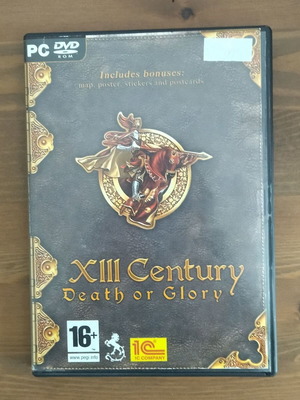 PC DVD
ROM
Includes bonuses:
map, poster, stickers and postcards
XIII Century
Death or Glory
16+
www.pegi.info
1C
1C COMPANY